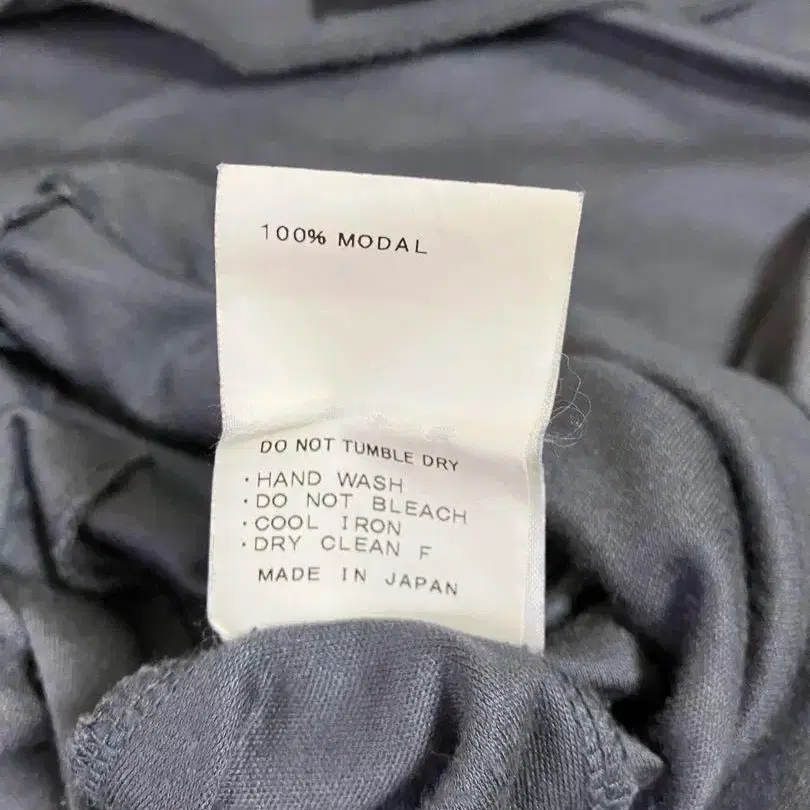 100% MODAL
DO NOT TUMBLE DRY
・HAND WASH
・DO NOT BLEACH
・COOL IRON
・DRY CLEAN F
MADE IN JAPAN